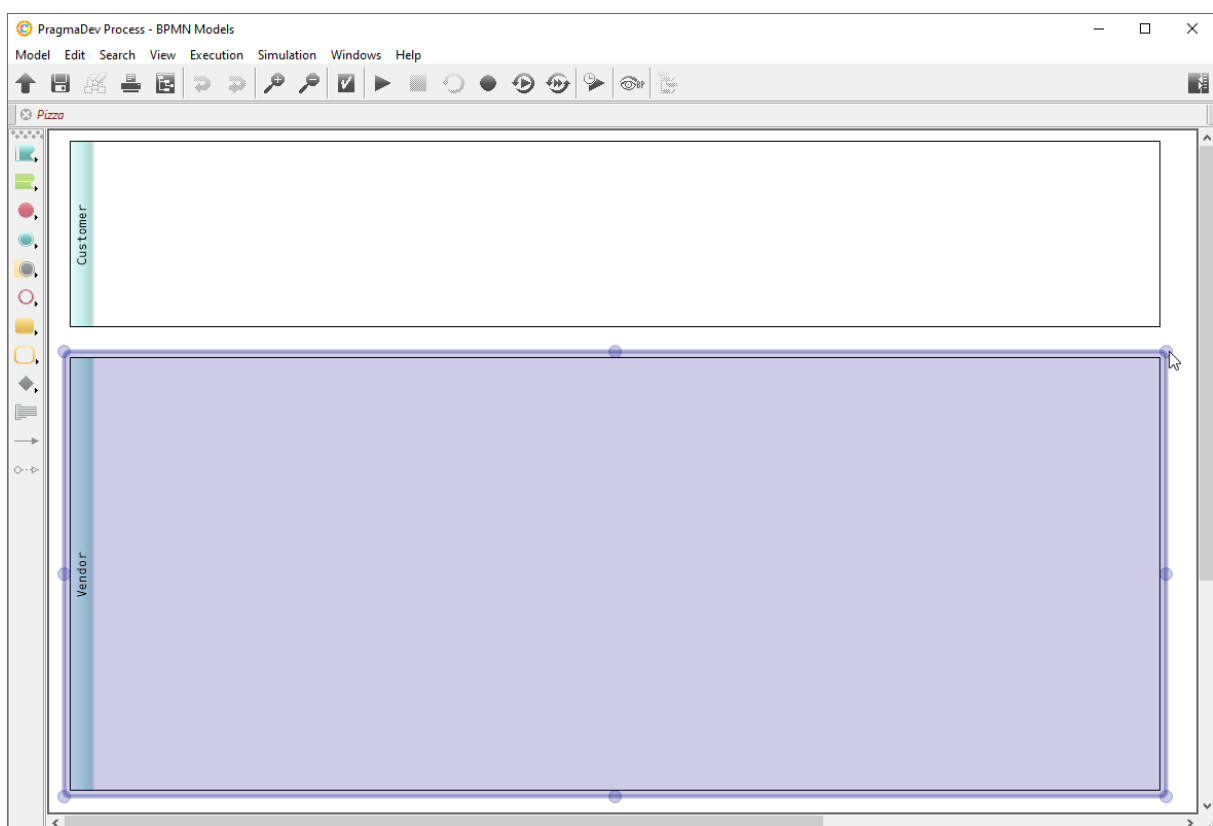 PragmaDev Process - BPMN Models
Model Edit Search View Execution Simulation Windows Help
Pizza
Customer
Vendor